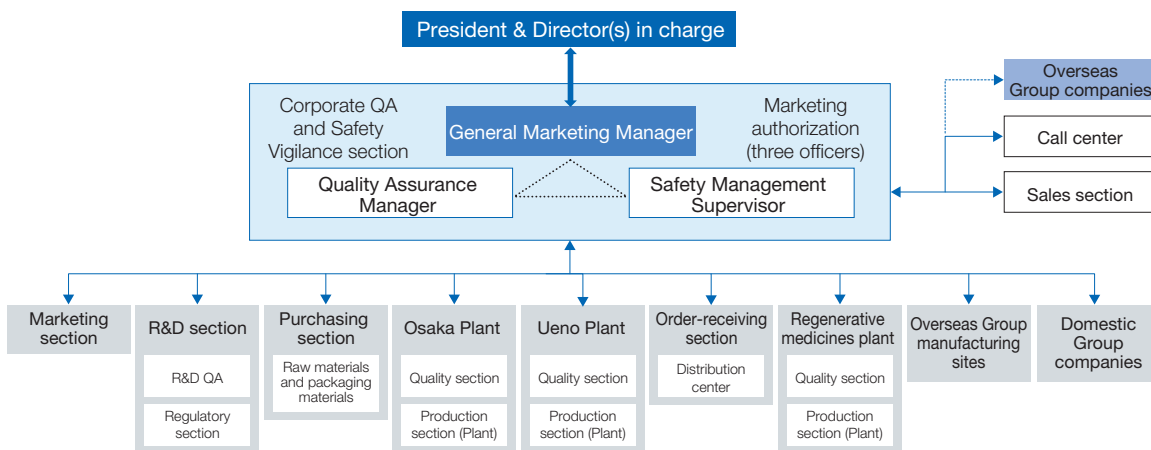 President & Director(s) in charge
Corporate QA
and Safety
Vigilance section
General Marketing Manager
Marketing
authorization
(three officers)
Quality Assurance
Manager
Safety Management
Supervisor
Overseas
Group companies
Call center
Sales section
Marketing
section
R&D section
R&D QA
Regulatory
section
Purchasing
section
Raw materials
and packaging
materials
Osaka Plant
Quality section
Production
section (Plant)
Ueno Plant
Quality section
Production
section (Plant)
Order-receiving
section
Distribution
center
Regenerative
medicines plant
Quality section
Production
section (Plant)
Overseas Group
manufacturing
sites
Domestic
Group
companies